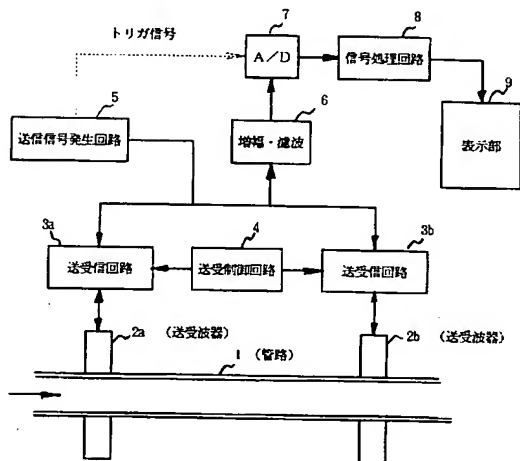 トリガ信号
7
A/D
8
信号処理回路
9
表示部
5
送信信号発生回路
6
増幅・濾波
3a
送受信回路
4
送受制御回路
3b
送受信回路
2a (送受波器)
1 (管路)
2b (送受波器)